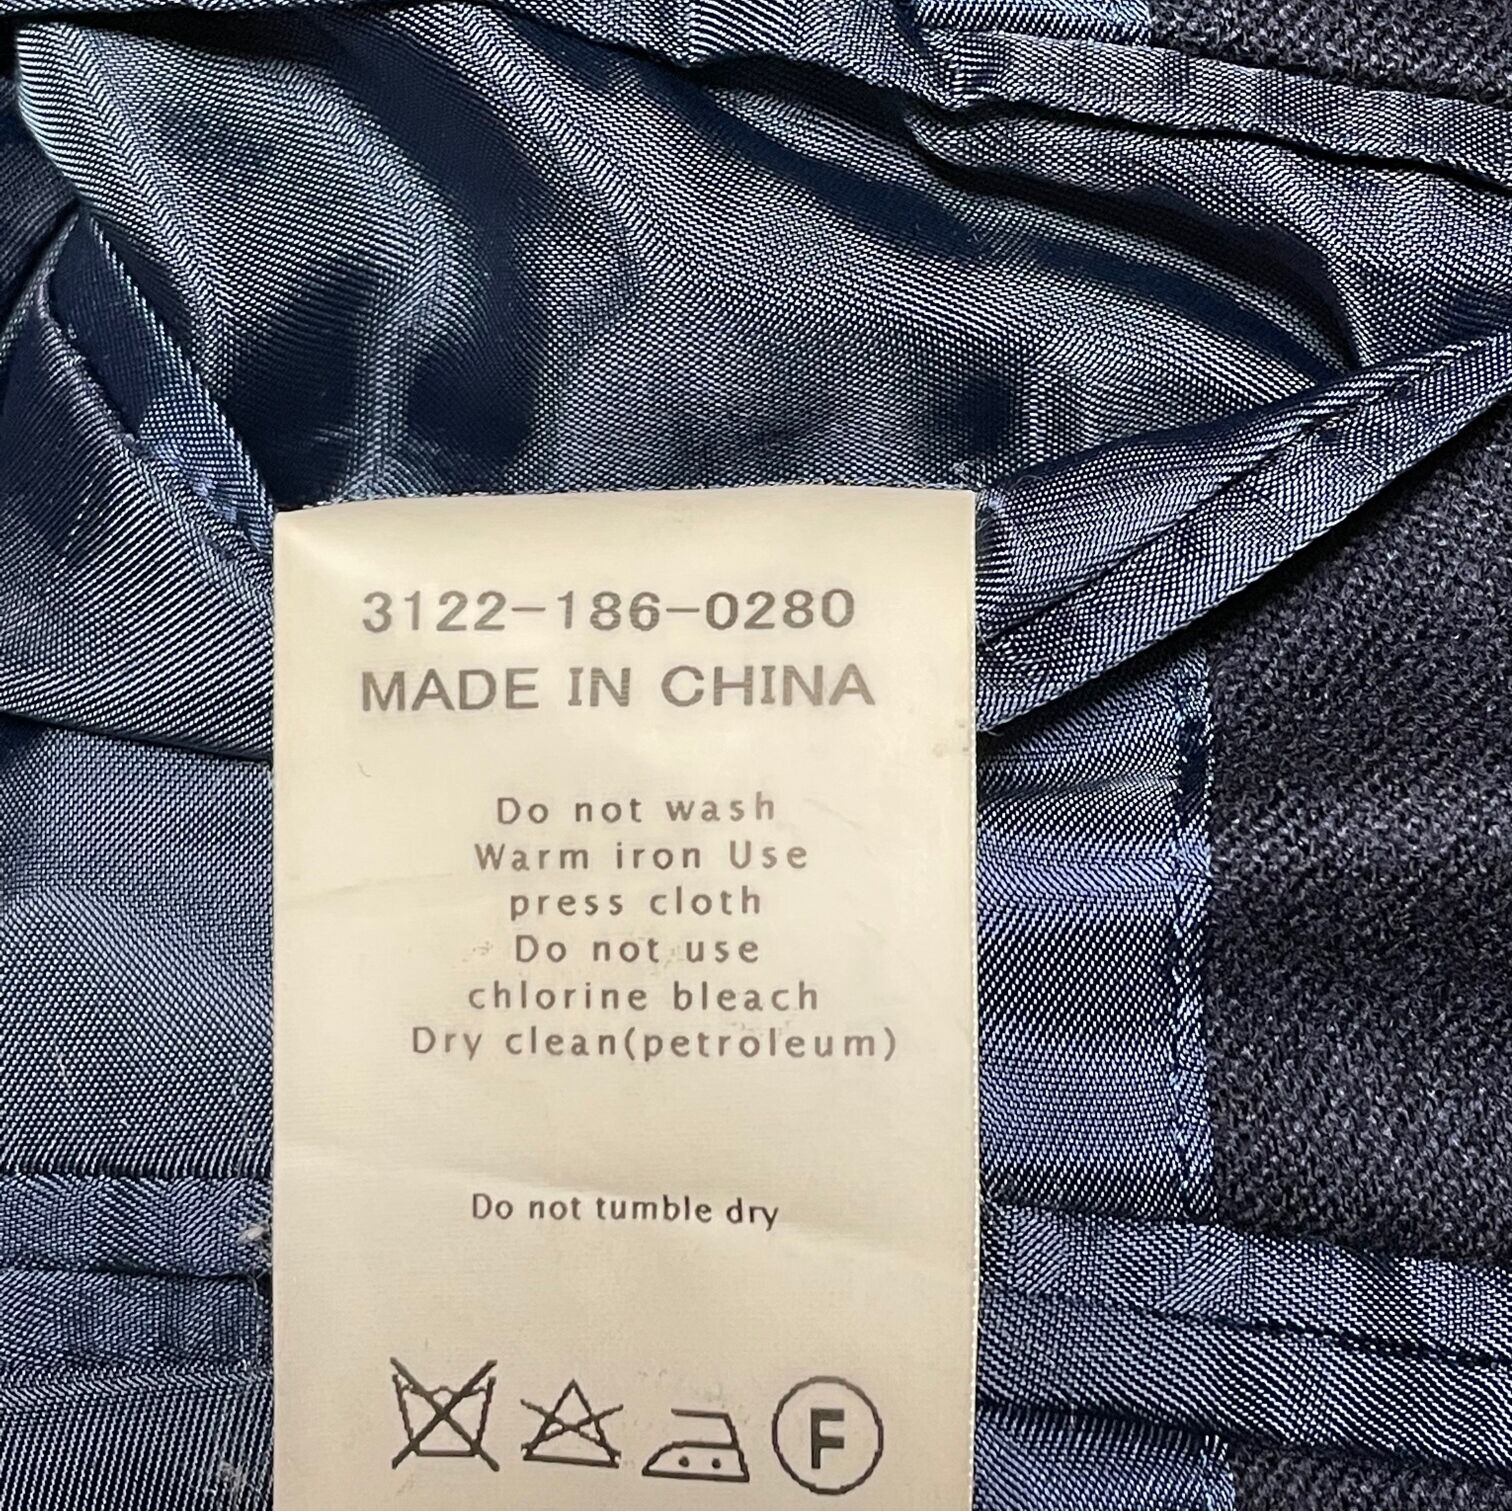 3122-186-0280
MADE IN CHINA
Do not wash
Warm iron Use
press cloth
Do not use
chlorine bleach
Dry clean(petroleum)
Do not tumble dry
F